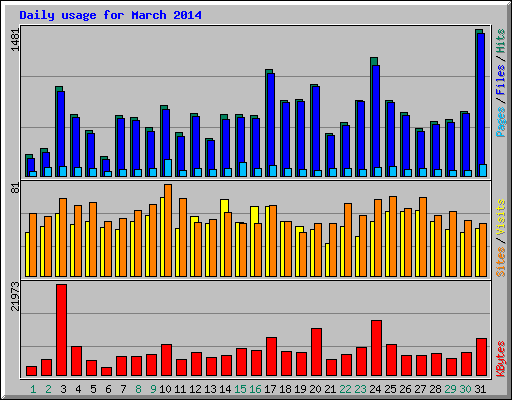 Daily usage for March 2014
1481
Pages / Files / Hits
81
Sites / Visits
21973
KBytes
1 2 3 4 5 6 7 8 9 10 11 12 13 14 15 16 17 18 19 20 21 22 23 24 25 26 27 28 29 30 31